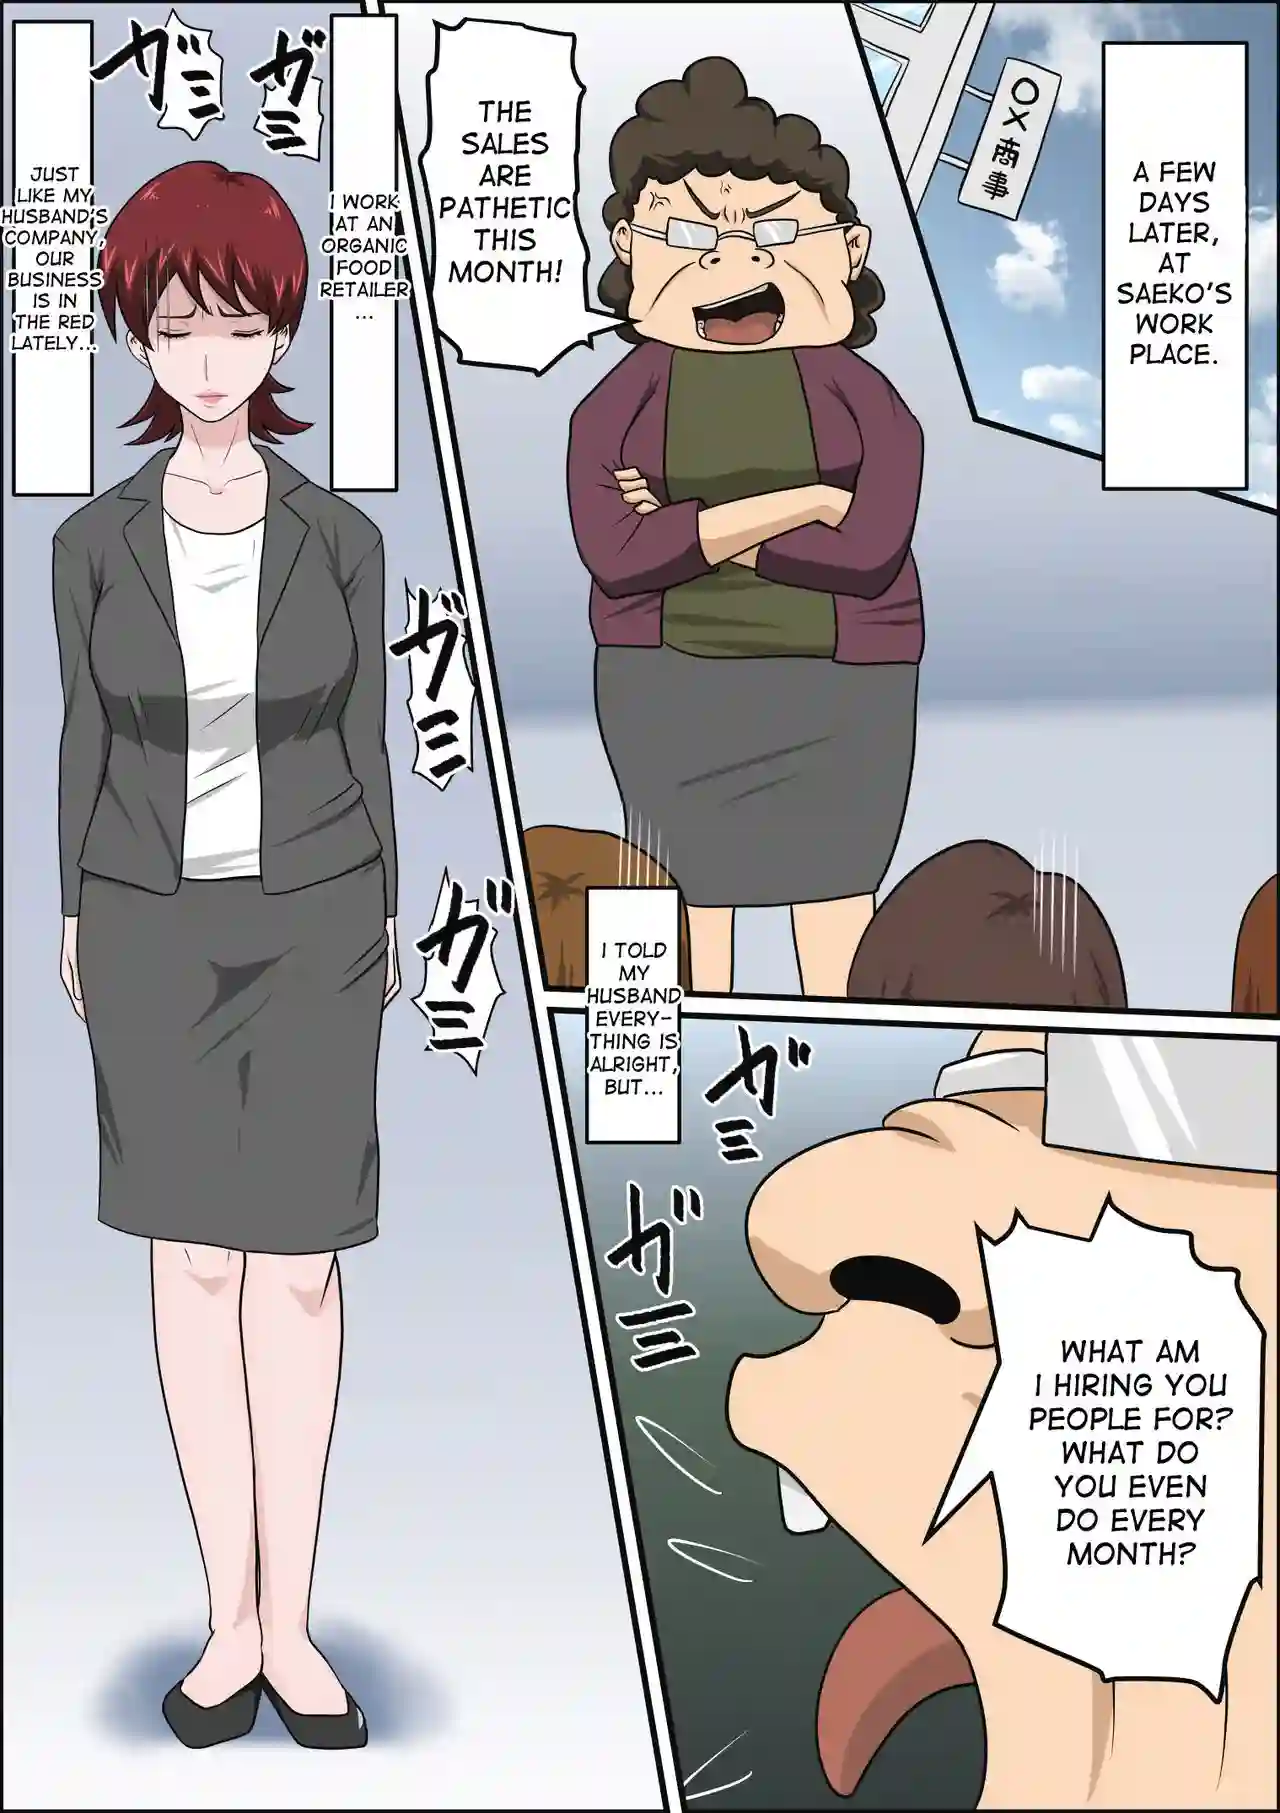 A FEW
DAYS
LATER,
AT
SAEKO'S
WORK
PLACE.
○×商事
THE
SALES
ARE
PATHETIC
THIS
MONTH!
I WORK
AT AN
ORGANIC
FOOD
RETAILER
...
JUST
LIKE MY
HUSBAND'S
COMPANY,
OUR
BUSINESS
IS IN
THE RED
LATELY...
ガミ
ガミ
ガミ
ガミ
I TOLD
MY
HUSBAND
EVERY-
THING IS
ALRIGHT,
BUT...
ガミ
ガミ
WHAT AM
I HIRING YOU
PEOPLE FOR?
WHAT DO
YOU EVEN
DO EVERY
MONTH?